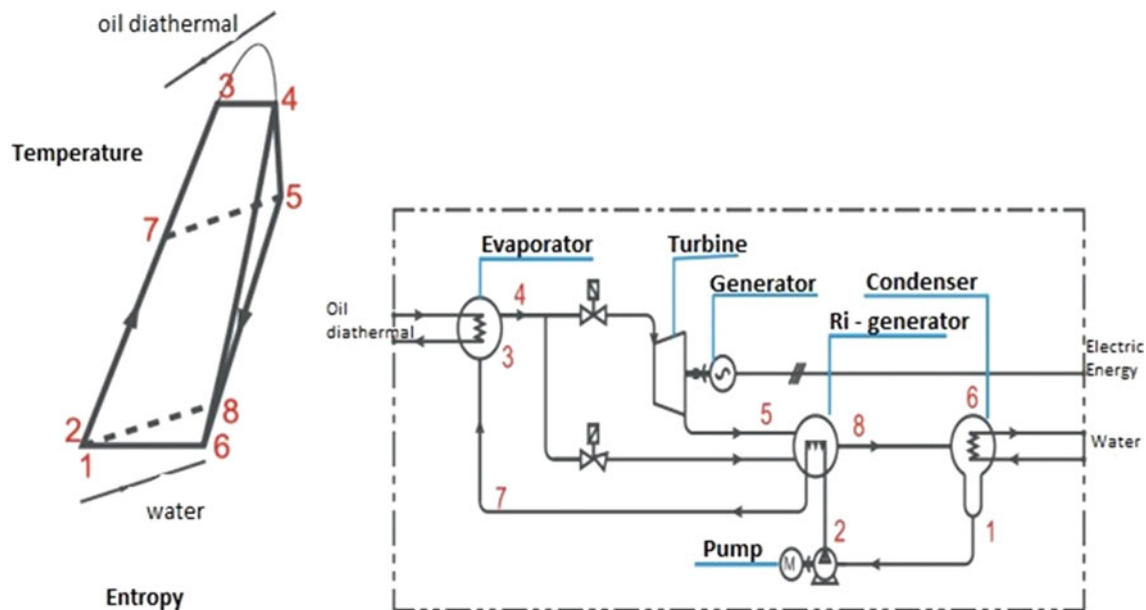 oil diathermal
3
4
Temperature
5
7
8
2
1
6
water
Entropy
Evaporator
Turbine
Generator
Condenser
Ri - generator
Oil
diathermal
4
3
Electric
Energy
5
8
6
Water
7
2
1
Pump
M